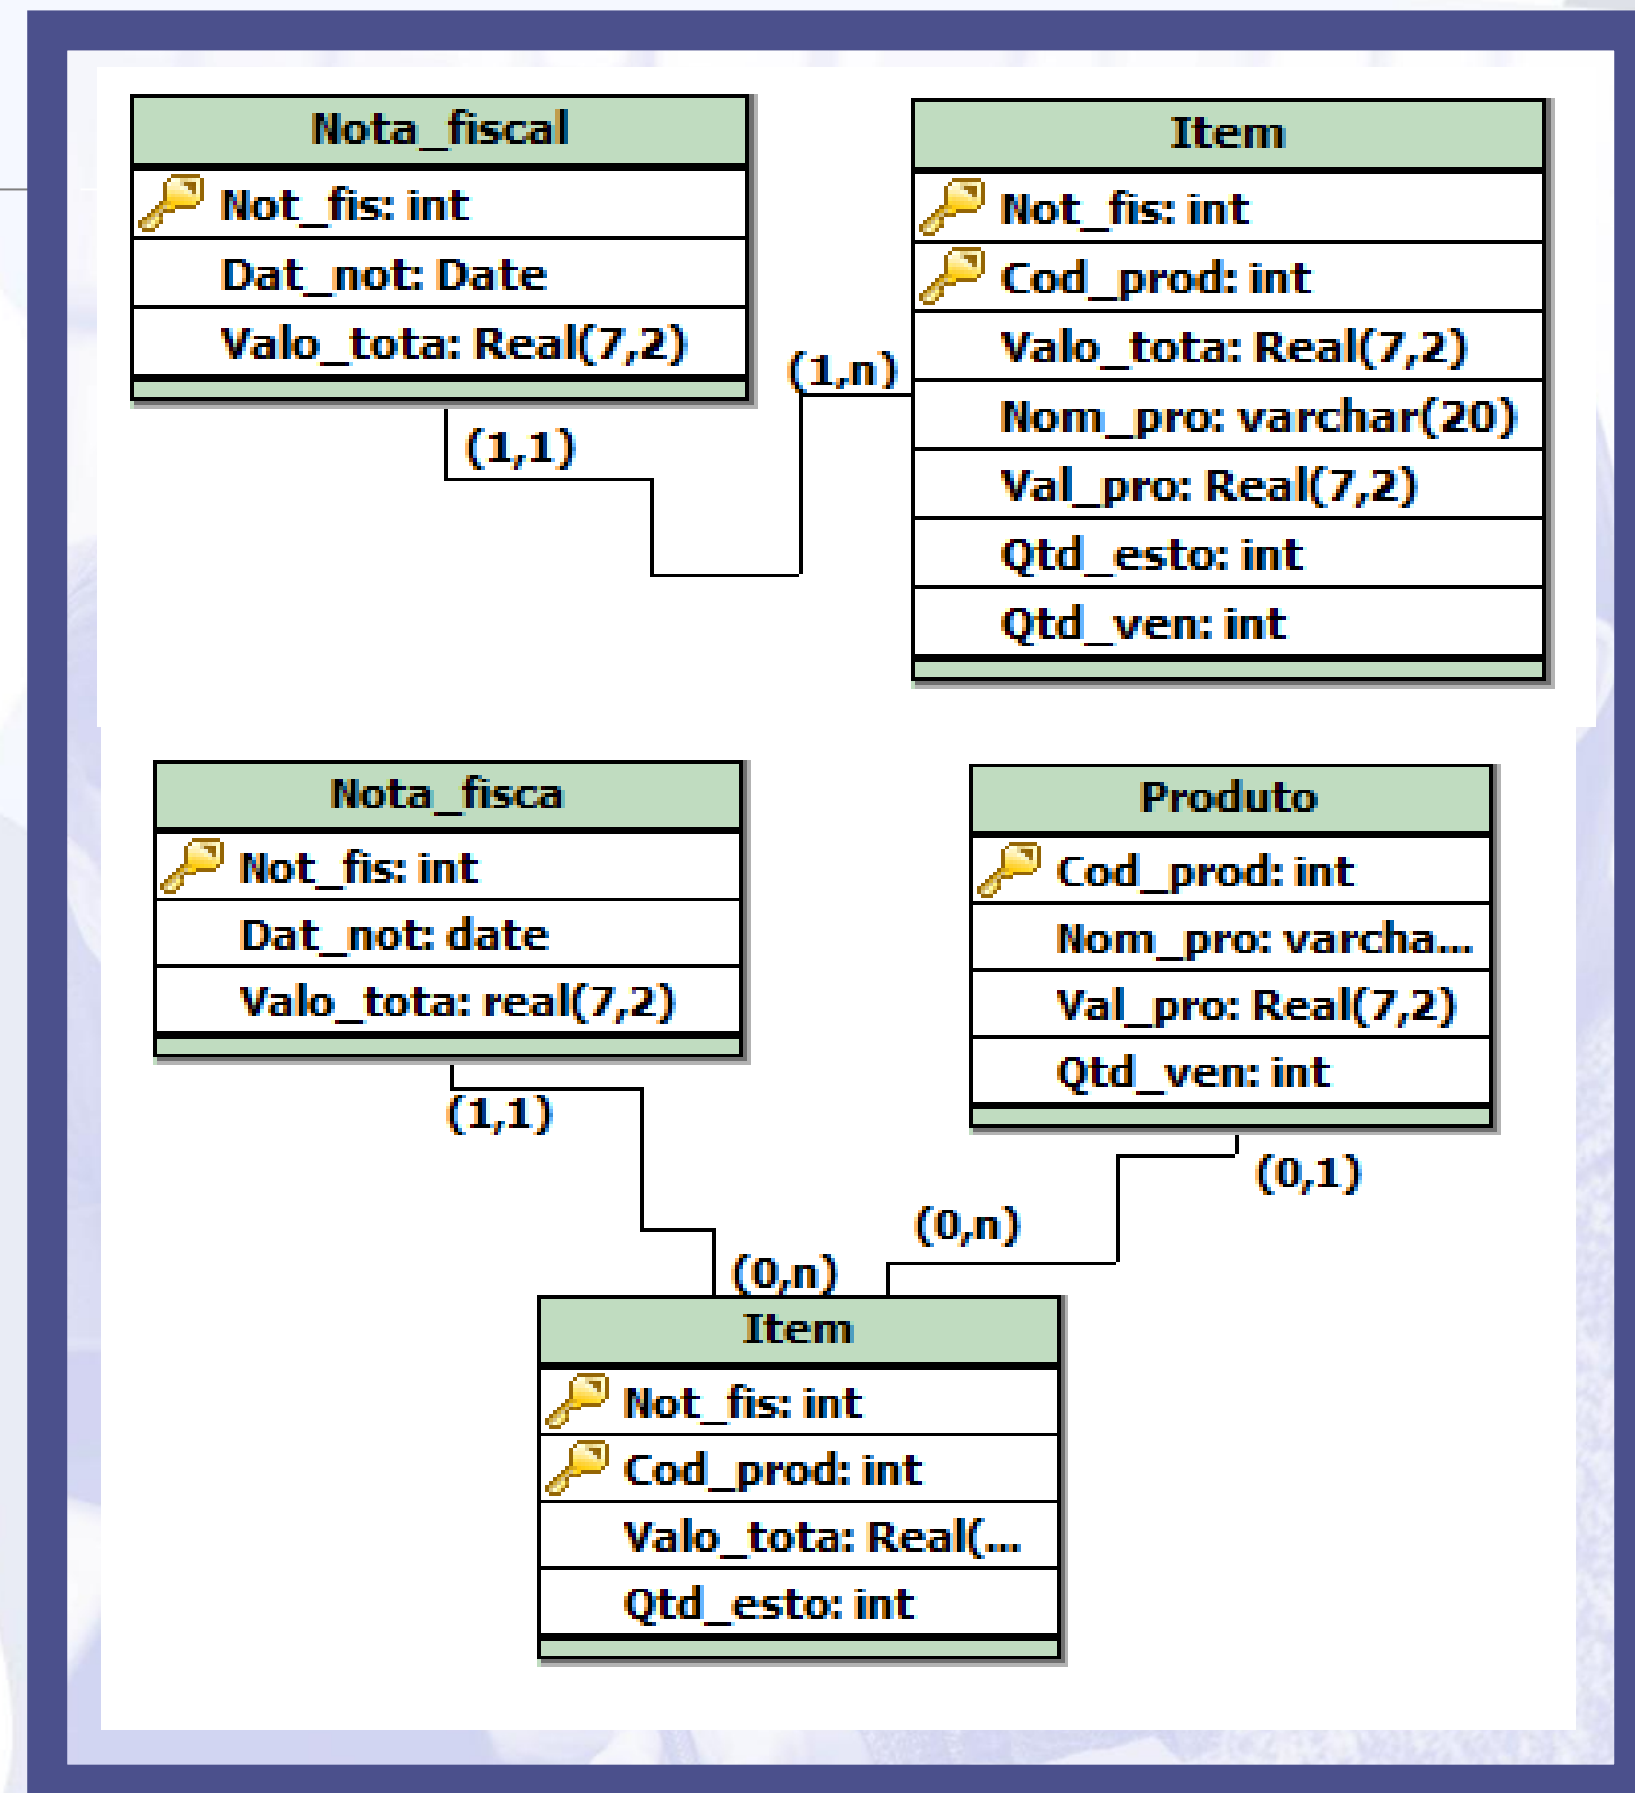 Nota_fiscal
Not_fis: int
Dat_not: Date
Valo_tota: Real(7,2)
(1,1)
(1,n)
Item
Not_fis: int
Cod_prod: int
Valo_tota: Real(7,2)
Nom_pro: varchar(20)
Val_pro: Real(7,2)
Qtd_esto: int
Qtd_ven: int
Nota_fisca
Not_fis: int
Dat_not: date
Valo_tota: real(7,2)
(1,1)
Produto
Cod_prod: int
Nom_pro: varcha...
Val_pro: Real(7,2)
Qtd_ven: int
(0,1)
(0,n)
(0,n)
Item
Not_fis: int
Cod_prod: int
Valo_tota: Real(...
Qtd_esto: int